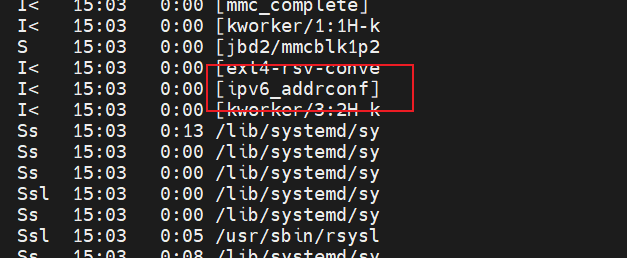 I< 15:03 0:00 [mmc_complete]
I< 15:03 0:00 [kworker/1:1H-k
S 15:03 0:00 [jbd2/mmcblk1p2
I< 15:03 0:00 [ext4-rsv-conve
I< 15:03 0:00 [ipv6_addrconf]
I< 15:03 0:00 [kworker/3:2H-k
Ss 15:03 0:13 /lib/systemd/sy
Ss 15:03 0:00 /lib/systemd/sy
Ss 15:03 0:00 /lib/systemd/sy
Ssl 15:03 0:00 /lib/systemd/sy
Ss 15:03 0:00 /lib/systemd/sy
Ssl 15:03 0:05 /usr/sbin/rsysl
Ss 15:03 0:08 /lib/systemd/sy